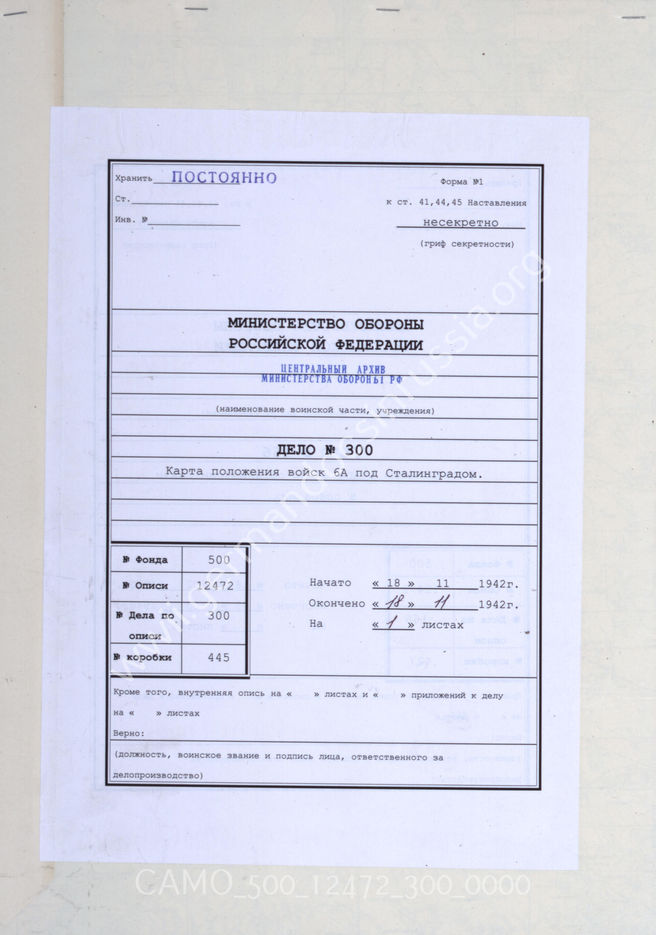 Хранить ПОСТОЯННО
Форма №1
Ст.
к ст. 41,44,45 Наставления
Инв. №
несекретно
(гриф секретности)
МИНИСТЕРСТВО ОБОРОНЫ
РОССИЙСКОЙ ФЕДЕРАЦИИ
ЦЕНТРАЛЬНЫЙ АРХИВ
МИНИСТЕРСТВА ОБОРОНЫ РФ
(наименование воинской части, учреждения)
ДЕЛО № 300
Карта положения войск 6А под Сталинградом.
№ Фонда 500
№ Описи 12472
№ Дела по описи 300
№ коробки 445
Начато « 18 » 11 1942г.
Окончено « 18 » 11 1942г.
На « 1 » листах
Кроме того, внутренняя опись на « » листах и « » приложений к делу
на « » листах
Верно:
(должность, воинское звание и подпись лица, ответственного за
делопроизводство)
www.germandocsinrussia.org
CAMO_500_12472_300_0000